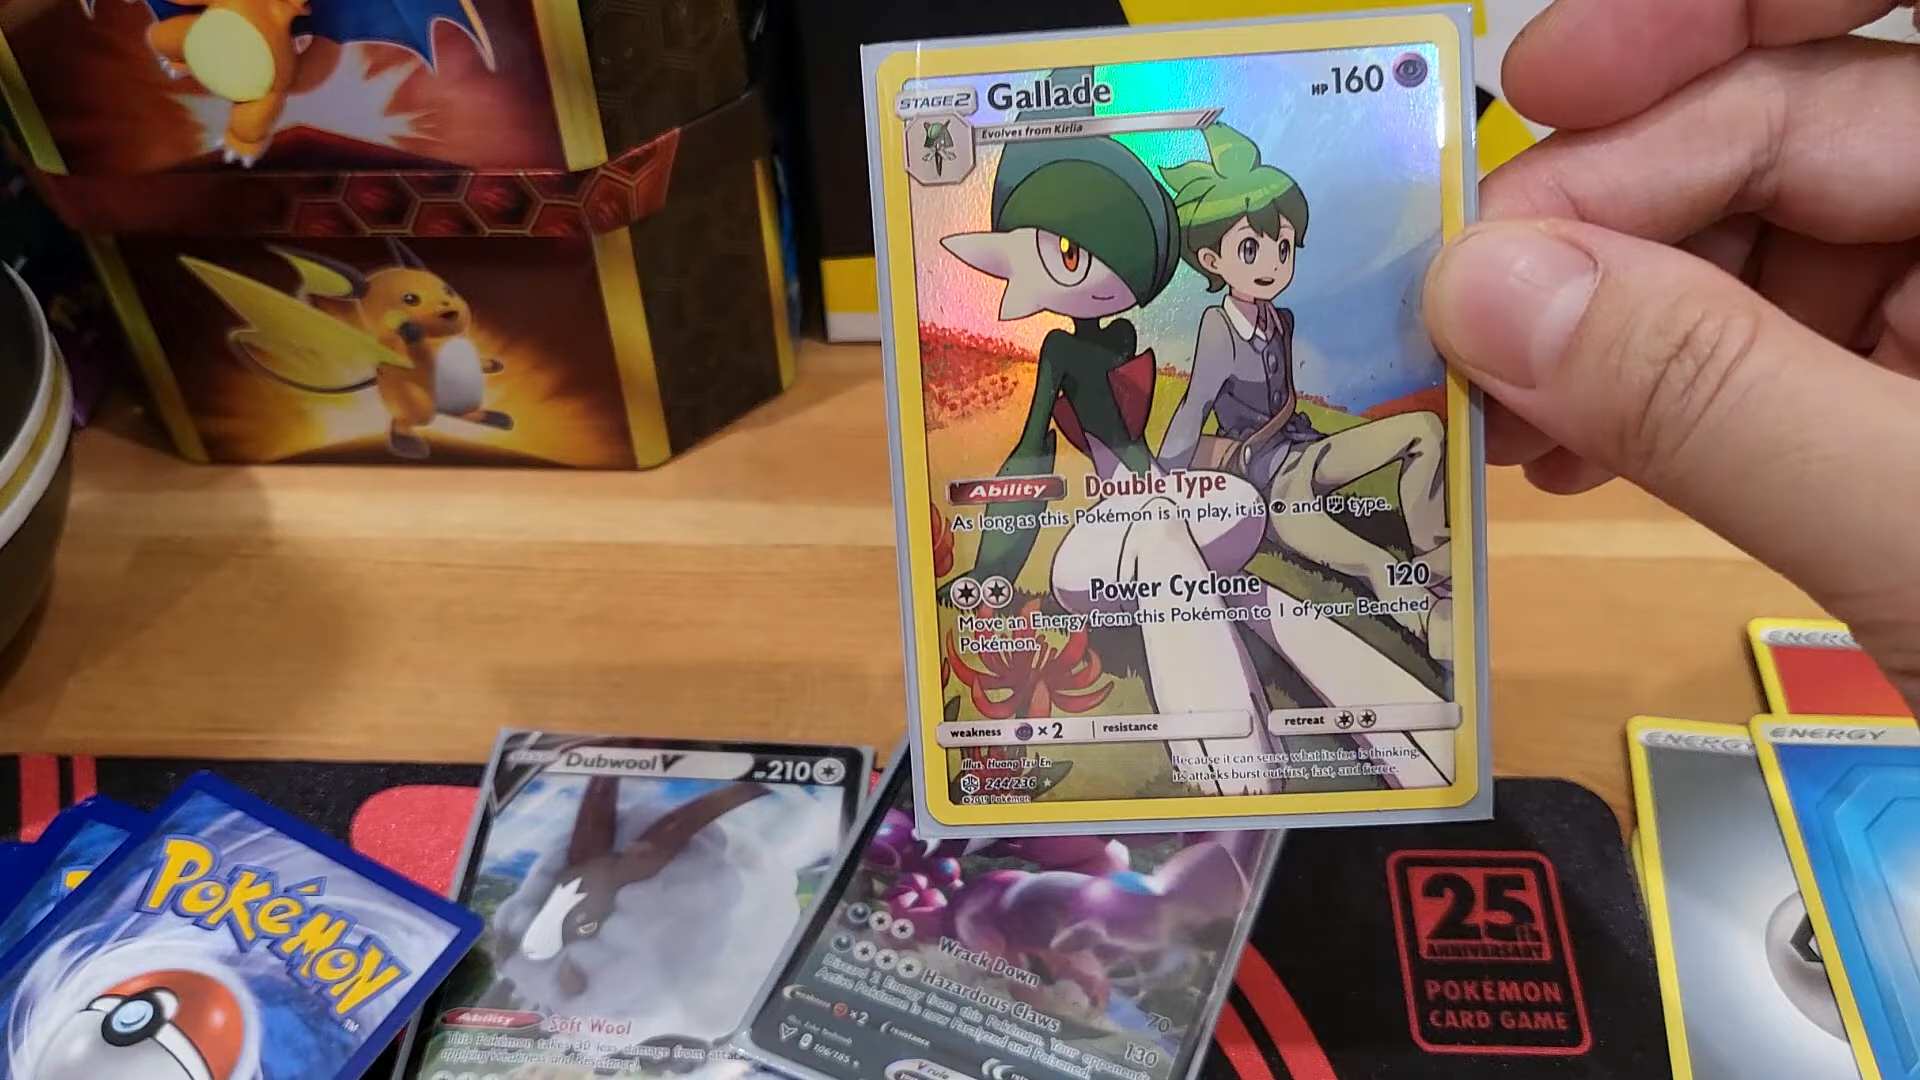 STAGE2 Gallade HP160
Evolves from Kirlia
Ability Double Type
As long as this Pokémon is in play, it is and type.
Power Cyclone 120
Move an Energy from this Pokémon to 1 of your Benched
Pokémon.
weakness ×2 resistance retreat
Illus. Huang Tzu En
Because it can sense what its foe is thinking,
its attacks burst out first, fast, and fierce.
244/236
©2019 Pokémon
Pokémon
TM
Dubwool V 210
Ability Soft Wool
This Pokémon takes 30 less damage from
applying Weakness and Resistance).
Wrack Down 70
Hazardous Claws 130
Discard 2 Energy from this Pokémon. Your opponent's
Active Pokémon is now Paralyzed and Poisoned.
weakness ×2 resistance
106/185
V rule
25th
ANNIVERSARY
POKÉMON
CARD GAME
ENERGY
ENERGY
ENERGY